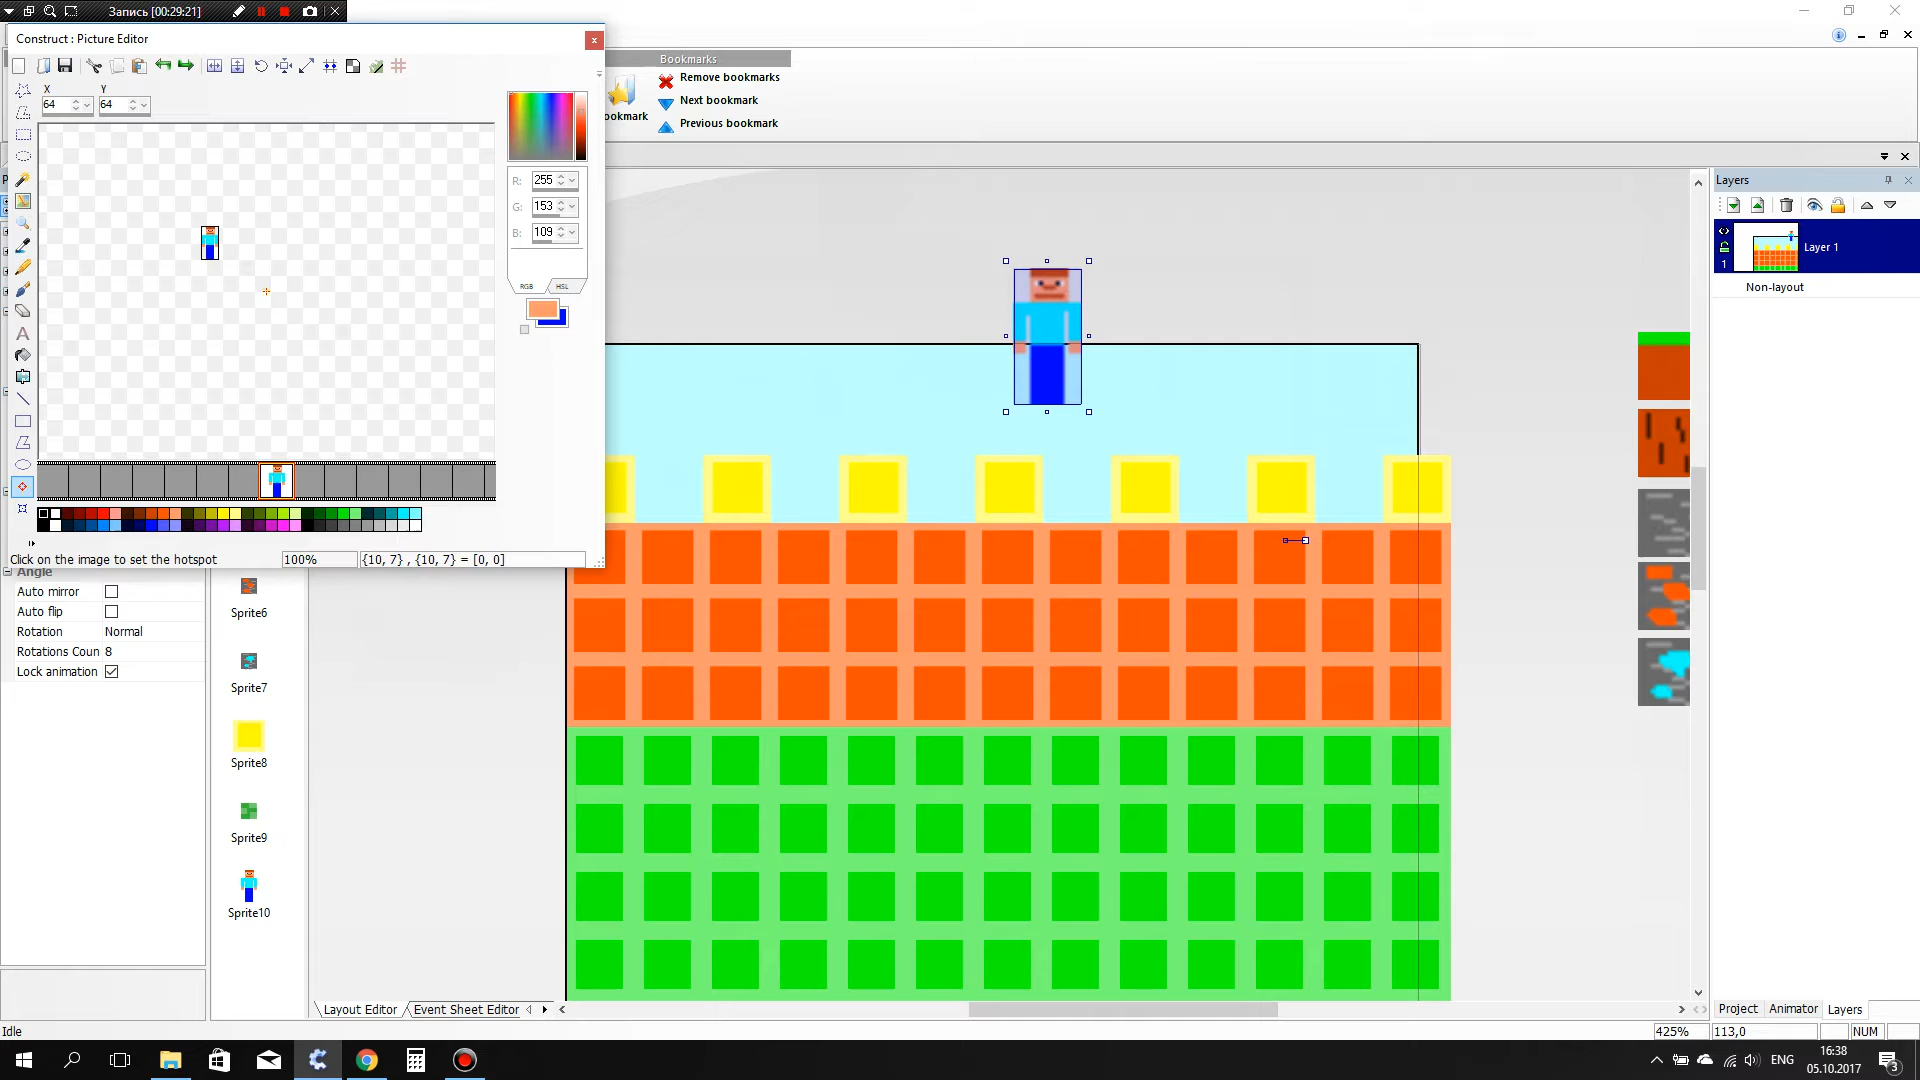 Запись [00:29:21]
Construct : Picture Editor
Bookmarks
Remove bookmarks
Next bookmark
Previous bookmark
ookmark
X
Y
64
64
R: 255
G: 153
B: 109
RGB
HSL
Click on the image to set the hotspot
100%
{10, 7} , {10, 7} = [0, 0]
Angle
Auto mirror
Auto flip
Rotation
Normal
Rotations Coun
8
Lock animation
Sprite6
Sprite7
Sprite8
Sprite9
Sprite10
Layers
Layer 1
1
Non-layout
Layout Editor
Event Sheet Editor
Project
Animator
Layers
Idle
425%
113,0
NUM
ENG
16:38
05.10.2017
3